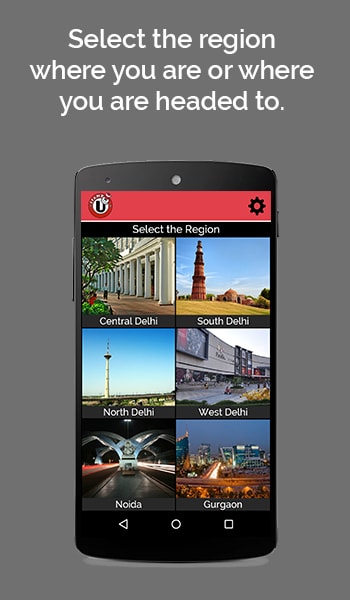 Select the region
where you are or where
you are headed to.
Select the Region
Central Delhi
South Delhi
North Delhi
West Delhi
Noida
Gurgaon